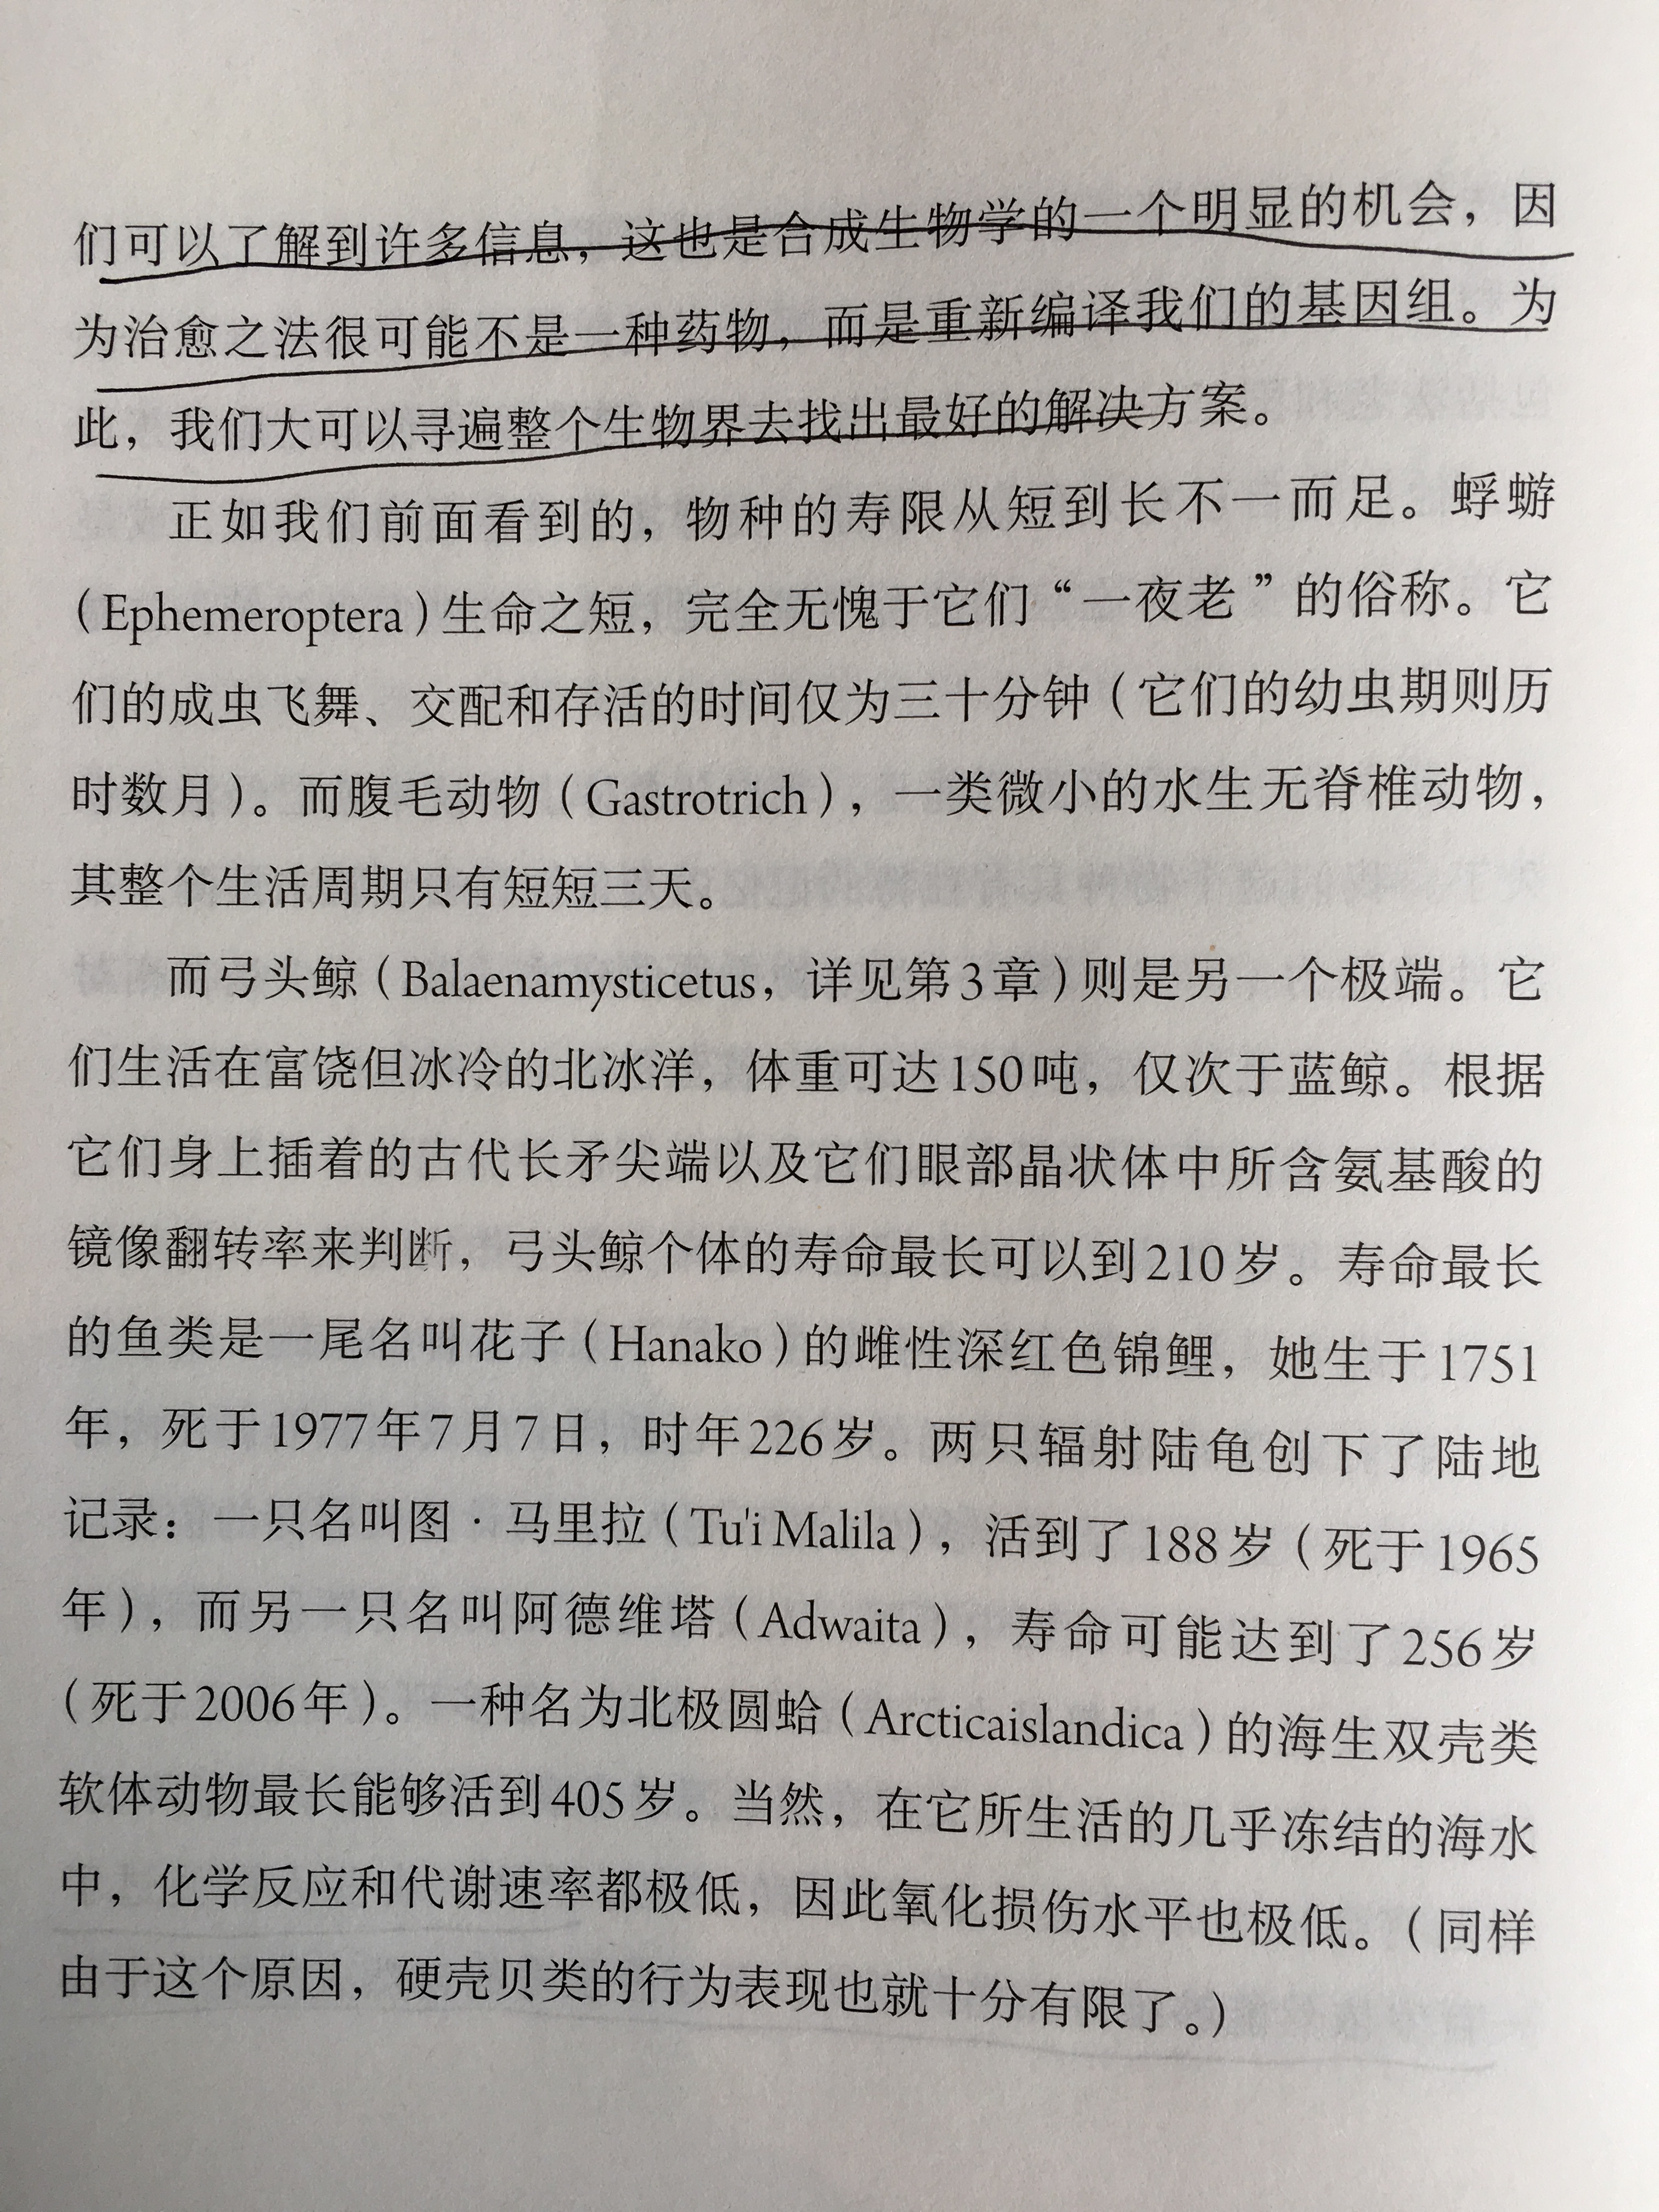 们可以了解到许多信息，这也是合成生物学的一个明显的机会，因
为治愈之法很可能不是一种药物，而是重新编译我们的基因组。为
此，我们大可以寻遍整个生物界去找出最好的解决方案。
正如我们前面看到的，物种的寿限从短到长不一而足。蜉蝣
（Ephemeroptera）生命之短，完全无愧于它们“一夜老”的俗称。它
们的成虫飞舞、交配和存活的时间仅为三十分钟（它们的幼虫期则历
时数月）。而腹毛动物（Gastrotrich），一类微小的水生无脊椎动物，
其整个生活周期只有短短三天。
而弓头鲸（Balaenamysticetus，详见第3章）则是另一个极端。它
们生活在富饶但冰冷的北冰洋，体重可达150吨，仅次于蓝鲸。根据
它们身上插着的古代长矛尖端以及它们眼部晶状体中所含氨基酸的
镜像翻转率来判断，弓头鲸个体的寿命最长可以到210岁。寿命最长
的鱼类是一尾名叫花子（Hanako）的雌性深红色锦鲤，她生于1751
年，死于1977年7月7日，时年226岁。两只辐射陆龟创下了陆地
记录：一只名叫图·马里拉（Tu'i Malila），活到了188岁（死于1965
年），而另一只名叫阿德维塔（Adwaita），寿命可能达到了256岁
（死于2006年）。一种名为北极圆蛤（Arcticaislandica）的海生双壳类
软体动物最长能够活到405岁。当然，在它所生活的几乎冻结的海水
中，化学反应和代谢速率都极低，因此氧化损伤水平也极低。（同样
由于这个原因，硬壳贝类的行为表现也就十分有限了。）